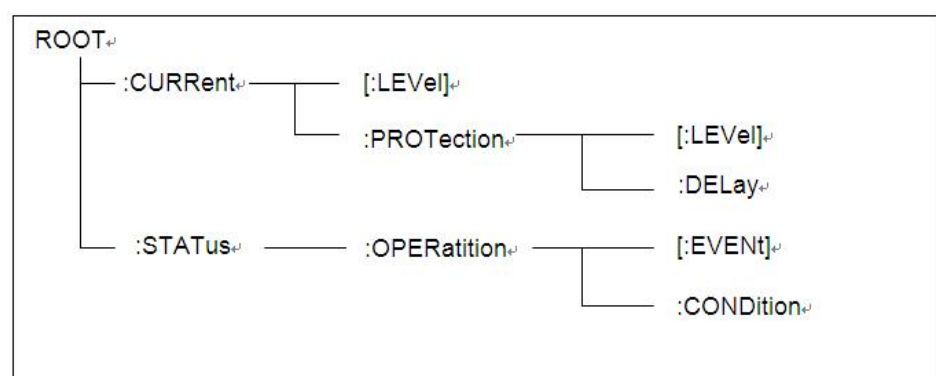 ROOT
:CURRent [:LEVel]
:PROTection [:LEVel]
:DELay
:STATus :OPERatition [:EVENt]
:CONDition